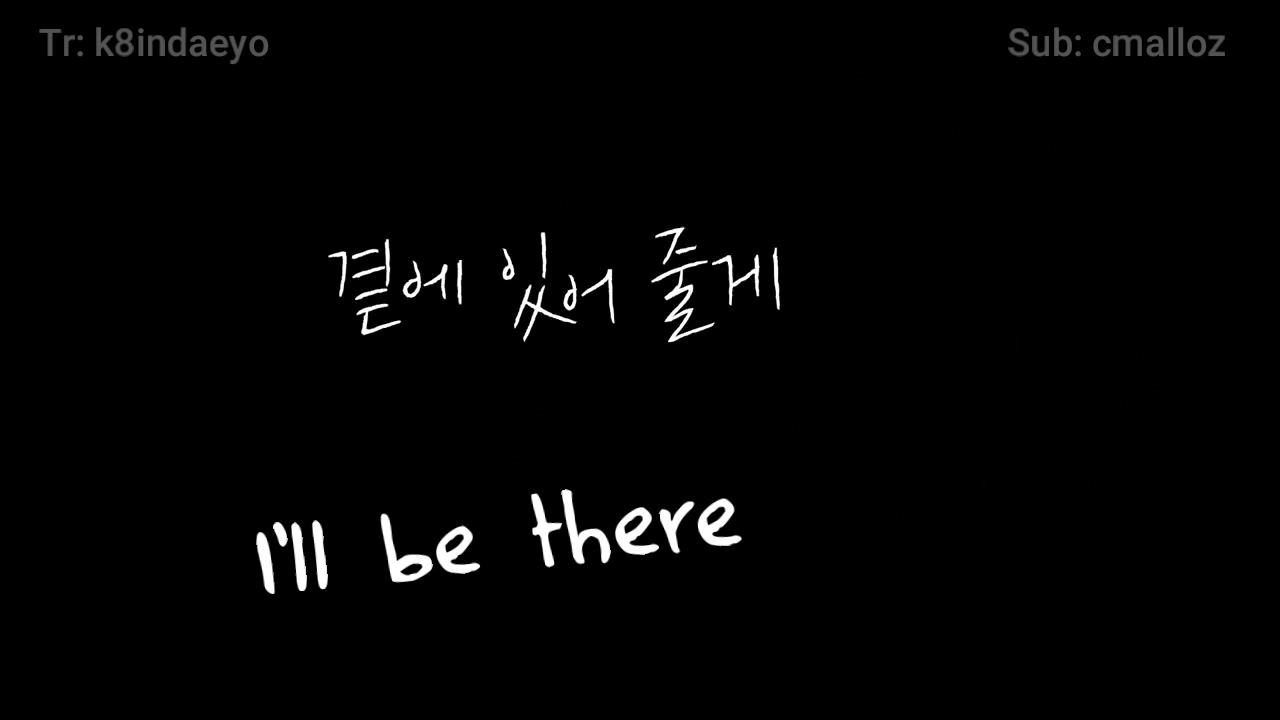 Tr: k8indaeyo
Sub: cmalloz
곁에 있어 줄게
I'll be there